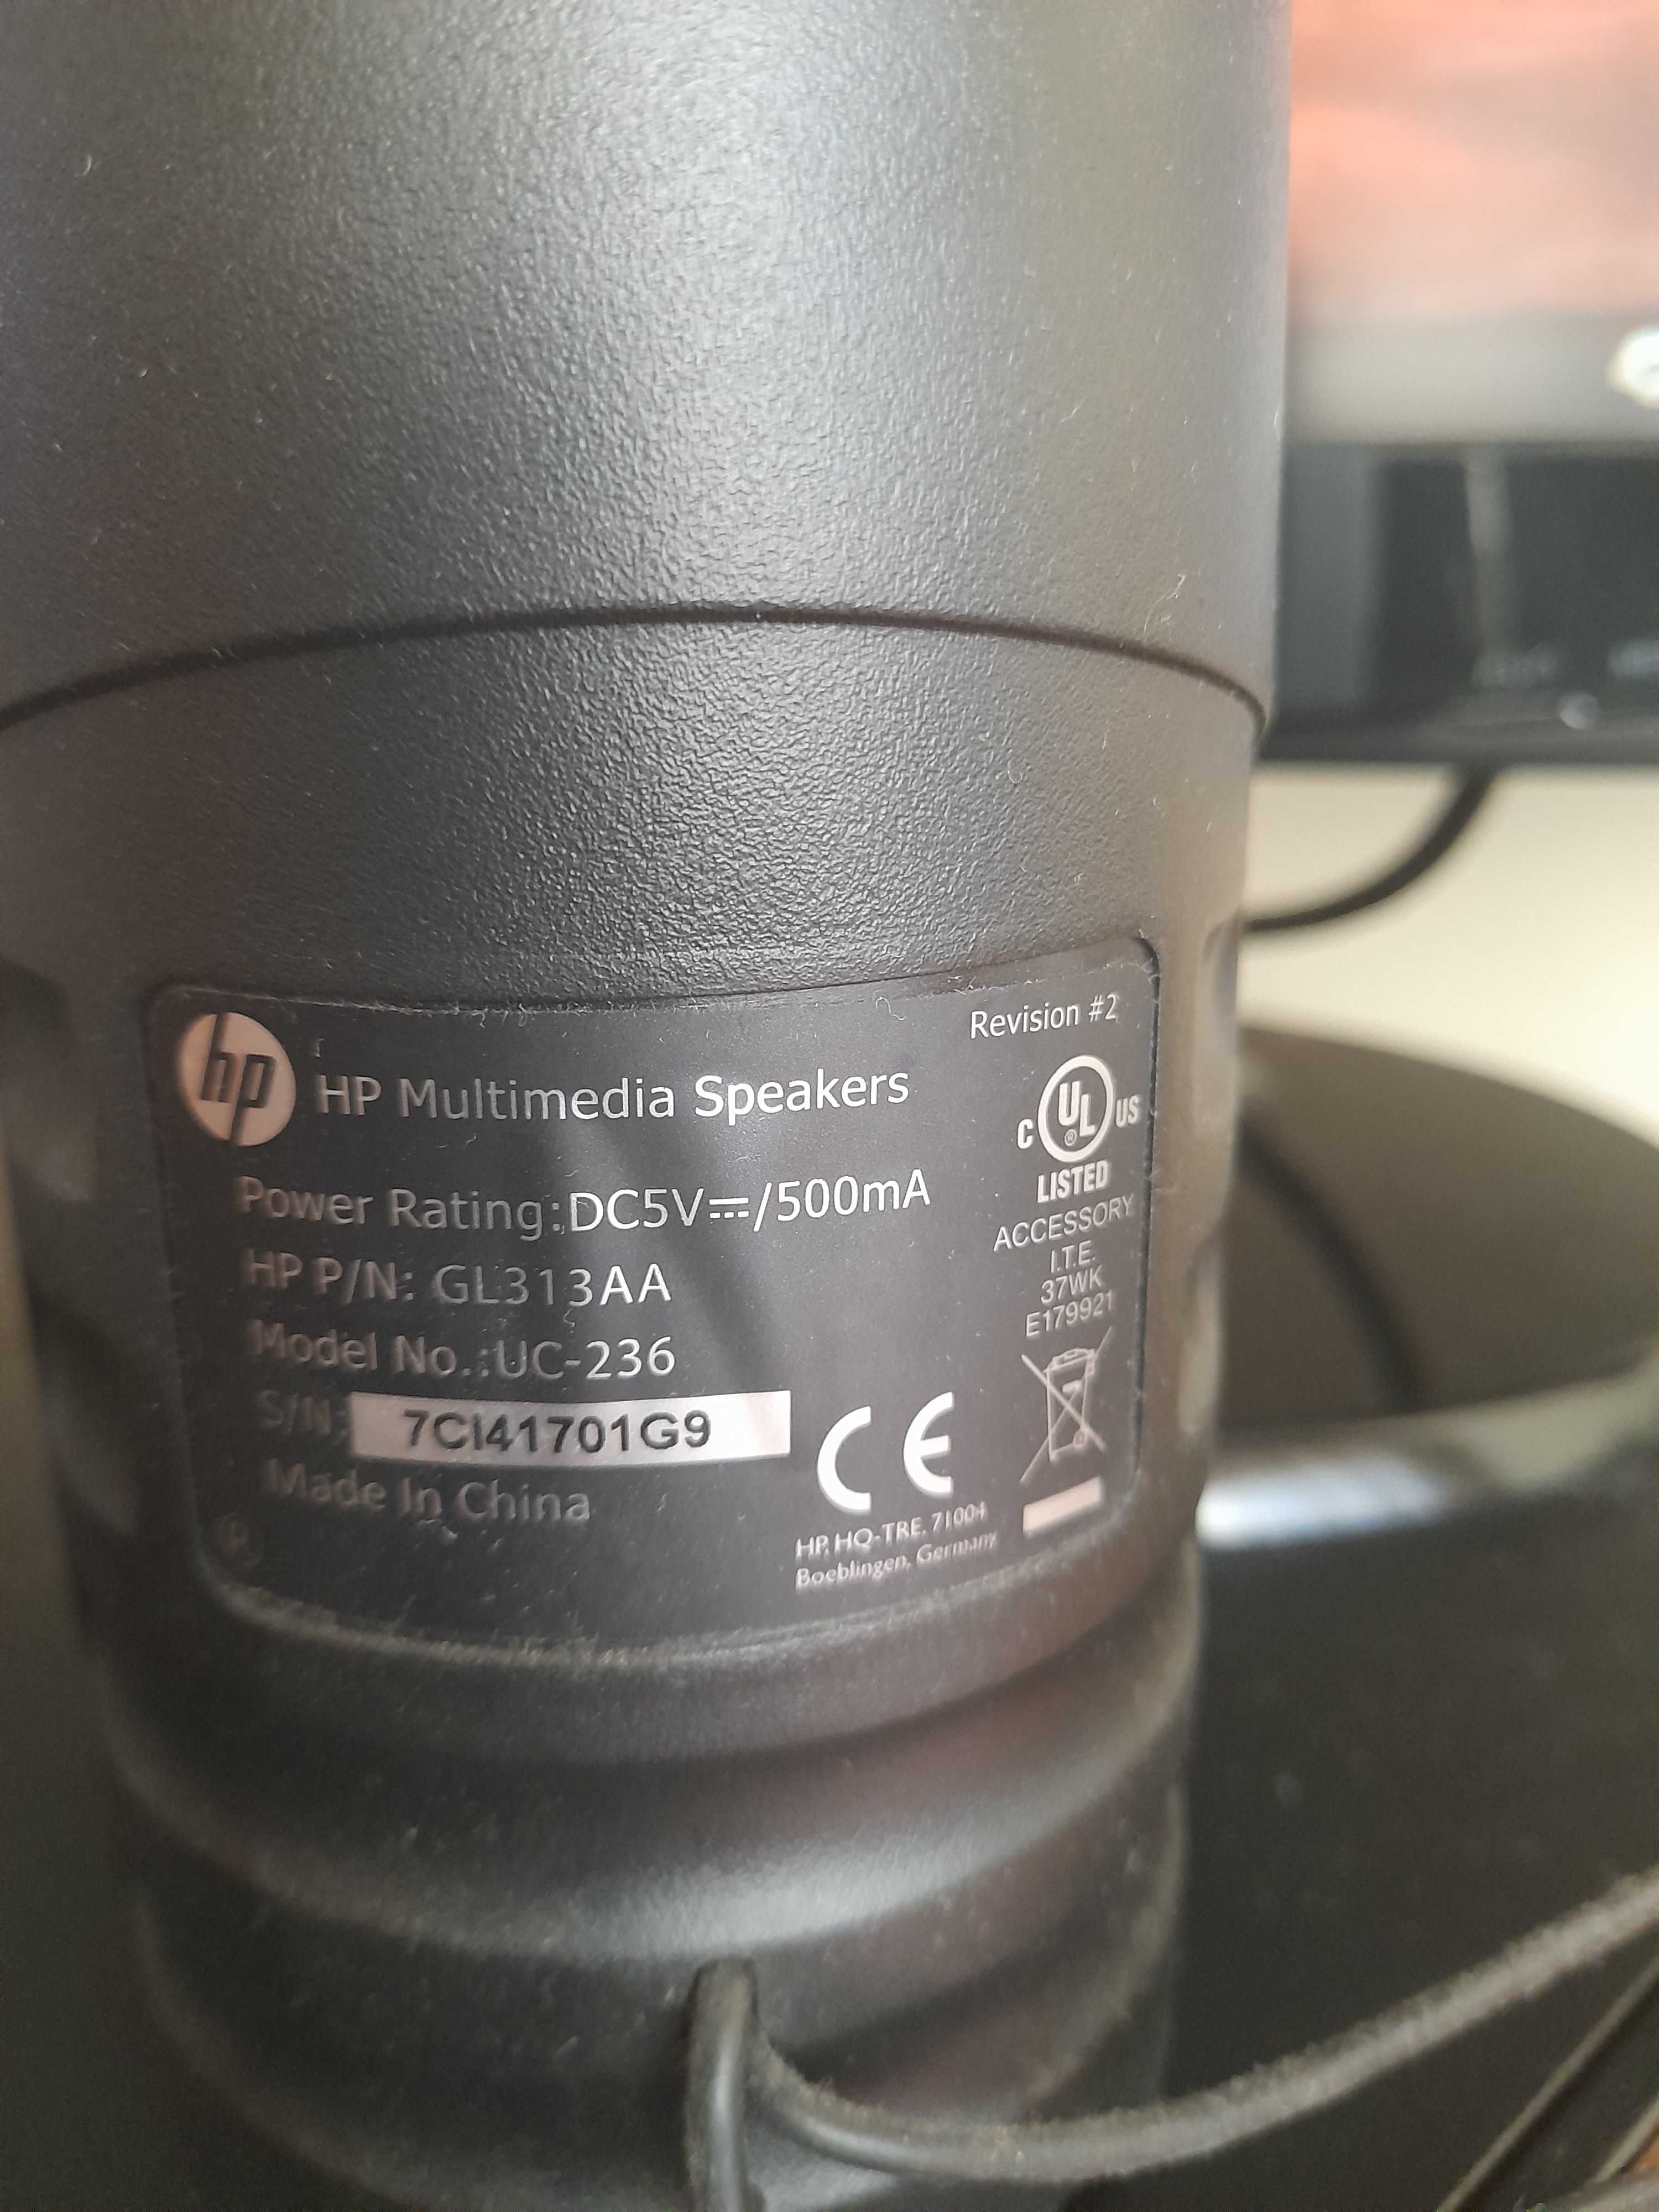 Revision #2
hp
HP Multimedia Speakers
C UL US
®
LISTED
ACCESSORY
I.T.E.
37WK
E179921
Power Rating:DC5V⎓/500mA
HP P/N: GL313AA
Model No.:UC-236
S/N: 7CI41701G9
Made In China
CE
HP, HQ-TRE, 71004
Boeblingen, Germany